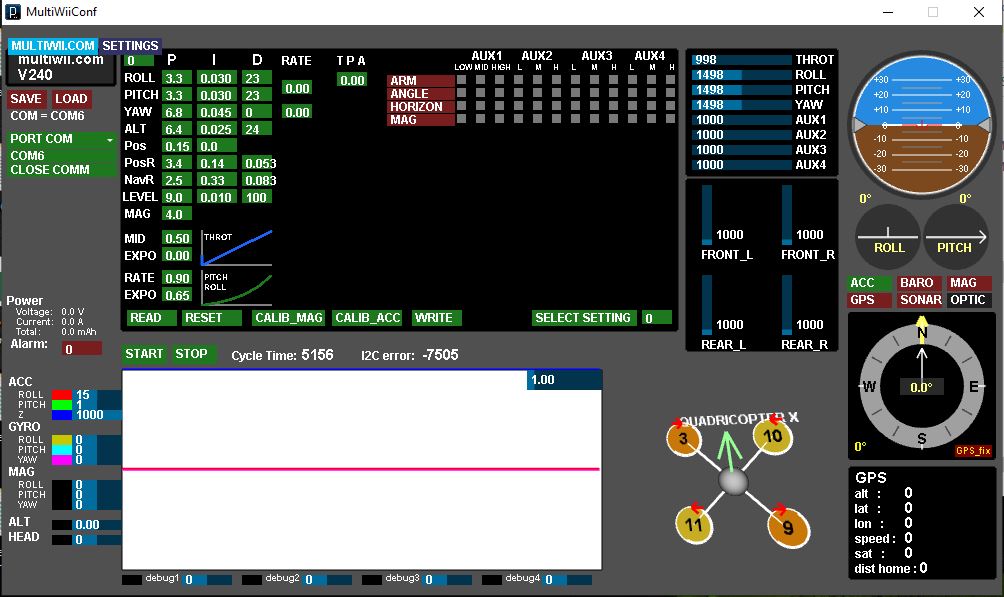 MultiWiiConf
MULTIWII.COM SETTINGS
multiwii.com
V240
SAVE LOAD
COM = COM6
PORT COM
COM6
CLOSE COMM
0 P I D RATE T P A
ROLL 3.3 0.030 23 0.00
PITCH 3.3 0.030 23 0.00
YAW 6.8 0.045 0 0.00
ALT 6.4 0.025 24
Pos 0.15 0.0
PosR 3.4 0.14 0.053
NavR 2.5 0.33 0.083
LEVEL 9.0 0.010 100
MAG 4.0
MID 0.50 THROT
EXPO 0.00
RATE 0.90 PITCH
EXPO 0.65 ROLL
AUX1 AUX2 AUX3 AUX4
LOW MID HIGH L M H L M H L M H
ARM
ANGLE
HORIZON
MAG
READ RESET CALIB_MAG CALIB_ACC WRITE SELECT SETTING 0
998 THROT
1498 ROLL
1498 PITCH
1498 YAW
1000 AUX1
1000 AUX2
1000 AUX3
1000 AUX4
1000 1000
FRONT_L FRONT_R
1000 1000
REAR_L REAR_R
+30 +30
+20 +20
+10 +10
0 0
-10 -10
-20 -20
-30 -30
0° 0°
ROLL PITCH
ACC BARO MAG
GPS SONAR OPTIC
N
W 0.0° E
S
0° GPS_fix
GPS
alt : 0
lat : 0
lon : 0
speed : 0
sat : 0
dist home : 0
Power
Voltage: 0.0 V
Current: 0.0 A
Total: 0.0 mAh
Alarm: 0
START STOP Cycle Time: 5156 I2C error: -7505
1.00
ACC
ROLL 15
PITCH 1
Z 1000
GYRO
ROLL 0
PITCH 0
YAW 0
MAG
ROLL 0
PITCH 0
YAW 0
ALT 0.00
HEAD 0
debug1 0 debug2 0 debug3 0 debug4 0
QUADRICOPTER X
3 10
11 9